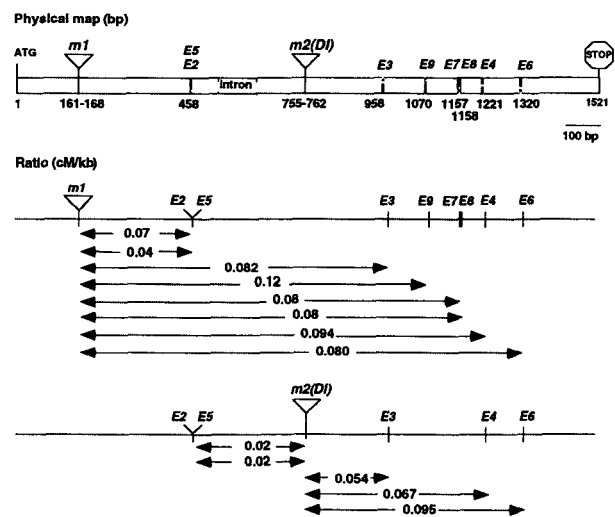 Physical map (bp)
ATG
m1
E5
E2
m2(DI)
E3
E9
E7
E8
E4
E6
STOP
Intron
1
161-168
458
755-762
958
1070
1157
1158
1221
1320
1521
100 bp
Ratio (cM/kb)
m1
E2 E5 E3 E9 E7 E8 E4 E6
0.07
0.04
0.082
0.12
0.08
0.08
0.094
0.080
m2(DI)
E2 E5 E3 E4 E6
0.02
0.02
0.054
0.067
0.095